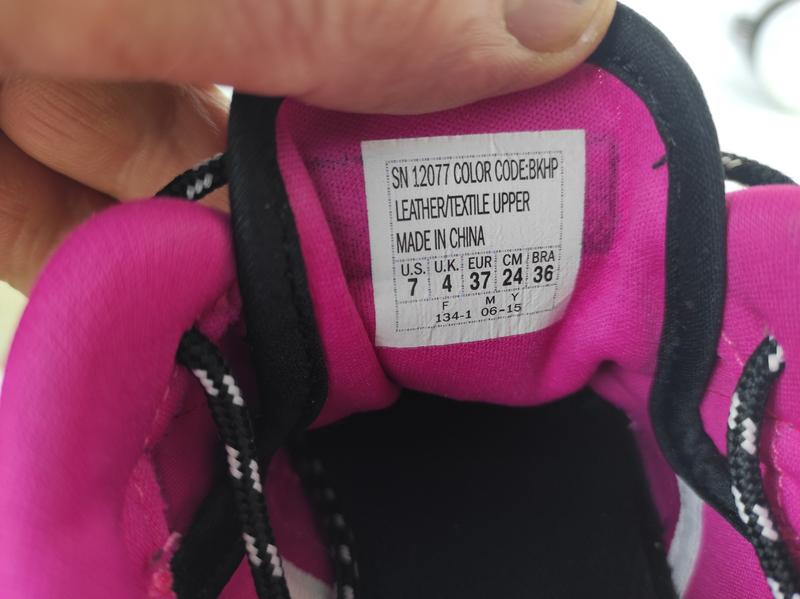 SN 12077 COLOR CODE:BKHP
LEATHER/TEXTILE UPPER
MADE IN CHINA
U.S. U.K. EUR CM BRA
7 4 37 24 36
F M Y
134-1 06-15